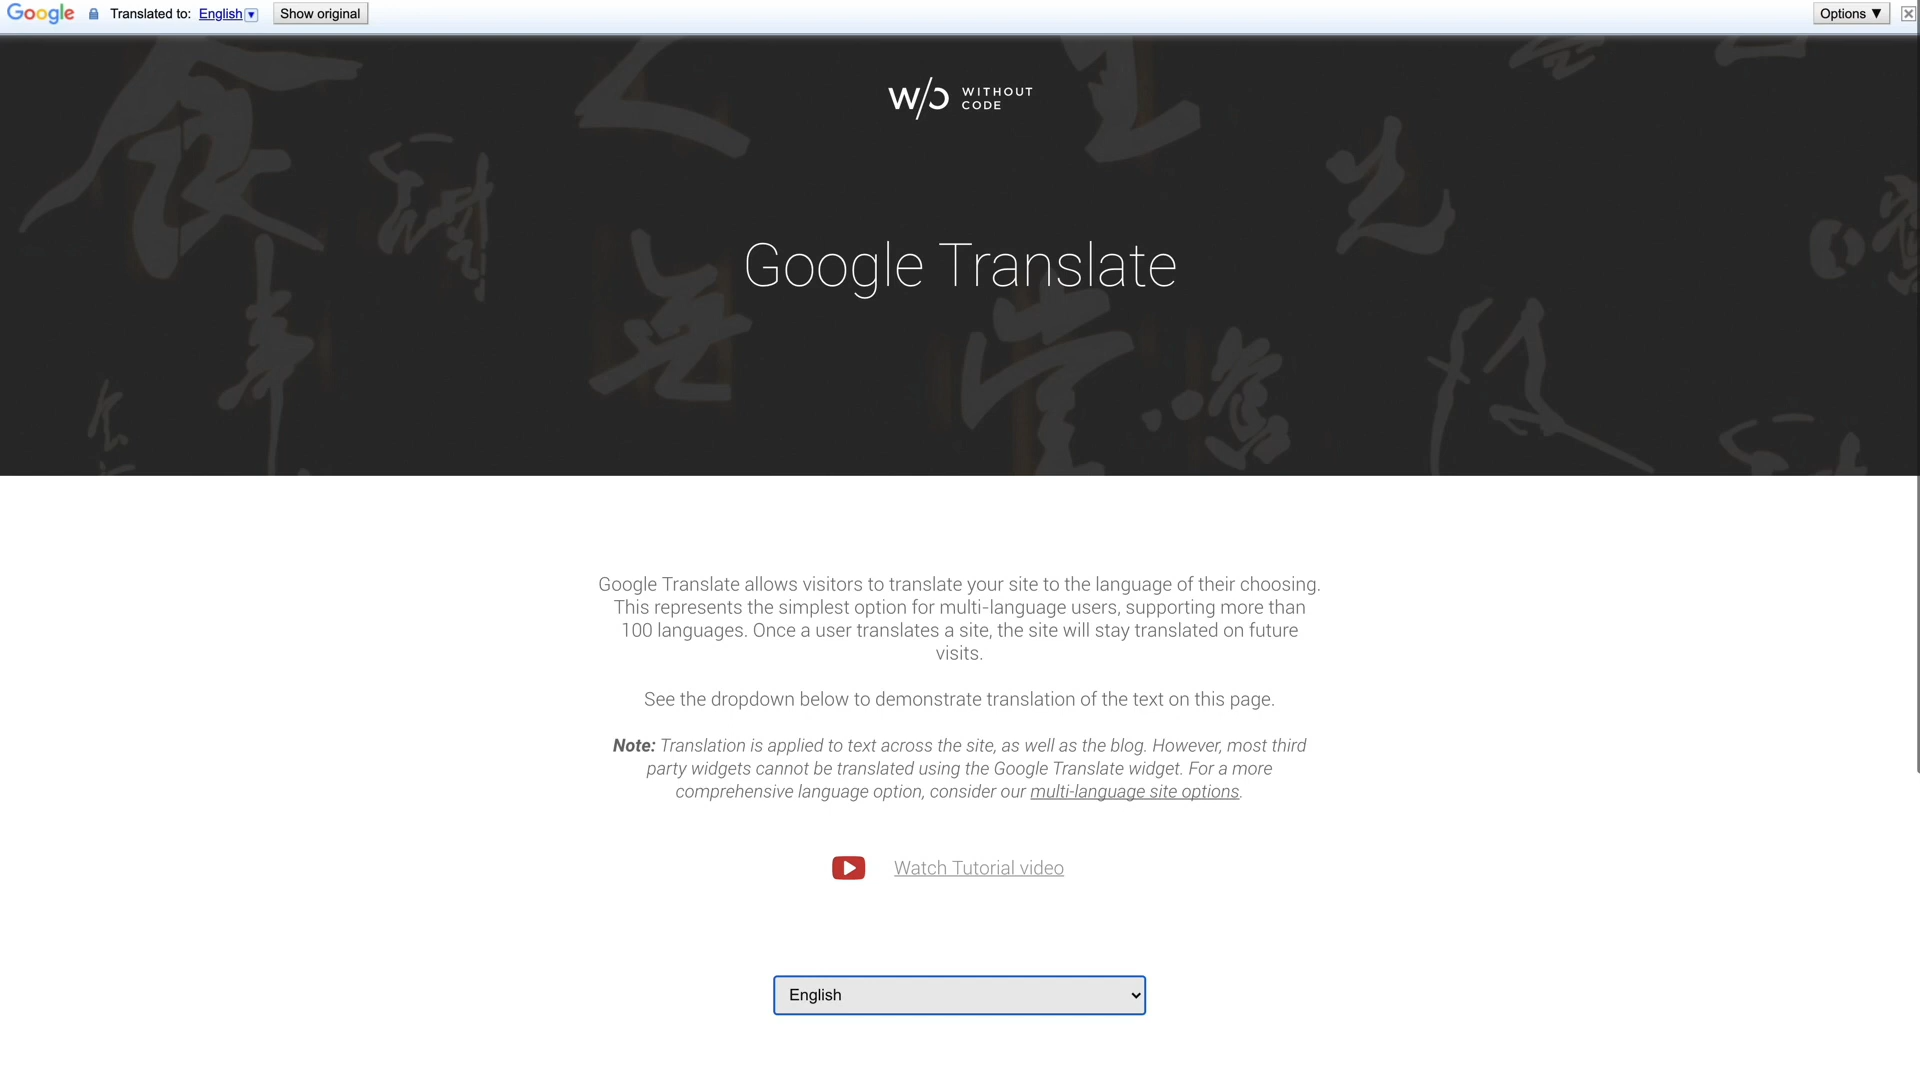 Google Translated to: English ▼ Show original Options ▼
W/Ɔ WITHOUT
CODE
Google Translate
Google Translate allows visitors to translate your site to the language of their choosing.
This represents the simplest option for multi-language users, supporting more than
100 languages. Once a user translates a site, the site will stay translated on future
visits.
See the dropdown below to demonstrate translation of the text on this page.
Note: Translation is applied to text across the site, as well as the blog. However, most third
party widgets cannot be translated using the Google Translate widget. For a more
comprehensive language option, consider our multi-language site options.
Watch Tutorial video
English